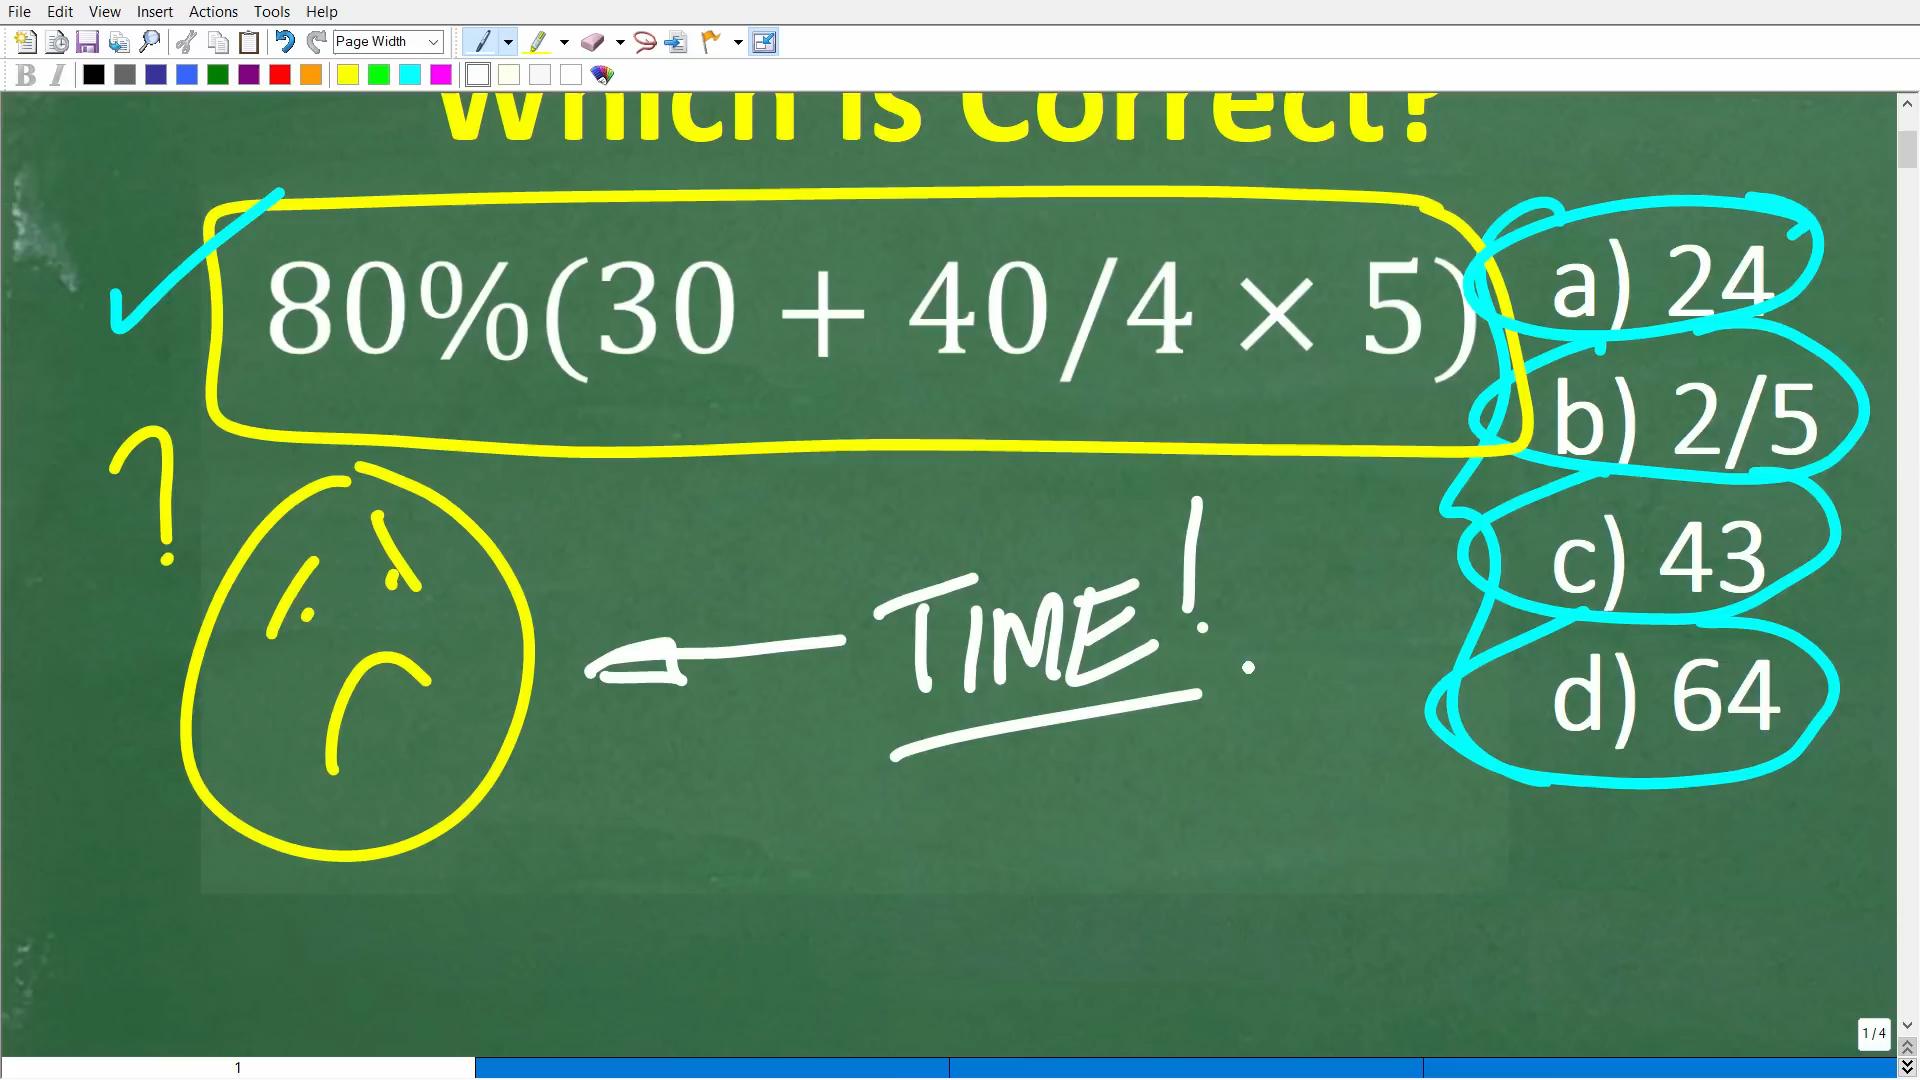 File Edit View Insert Actions Tools Help
Page Width
B I
Which is Correct?
80%(30 + 40/4 × 5)
a) 24
b) 2/5
c) 43
d) 64
?
TIME!
1 / 4
1